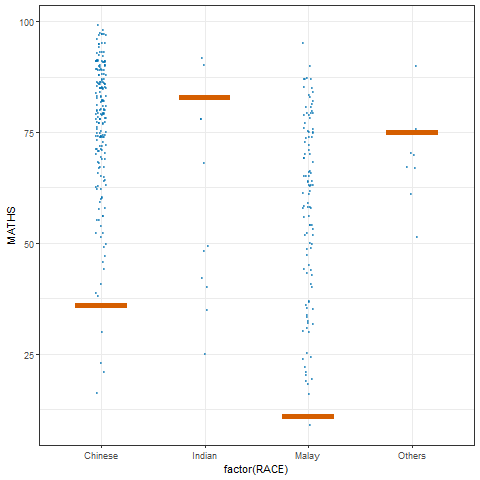 100
75
50
25
MATHS
Chinese
Indian
Malay
Others
factor(RACE)